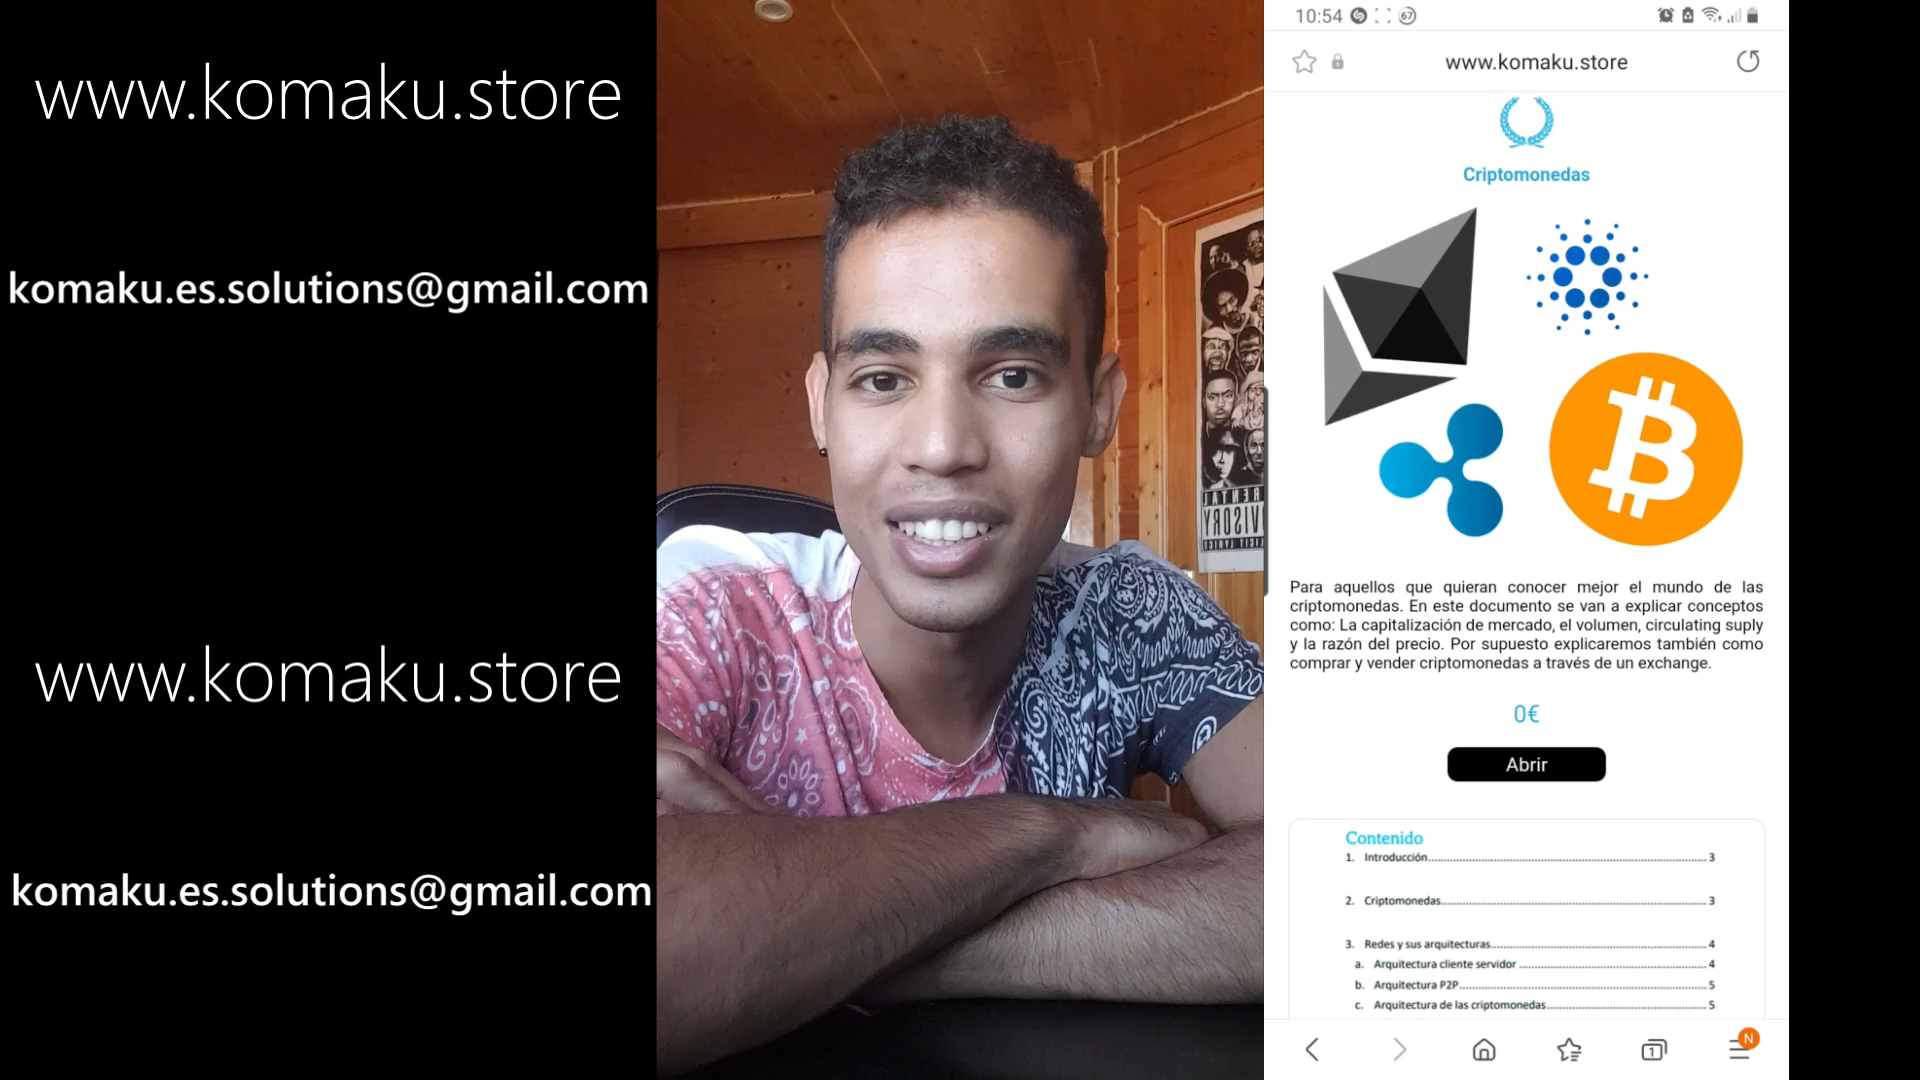 www.komaku.store
komaku.es.solutions@gmail.com
www.komaku.store
komaku.es.solutions@gmail.com
10:54
67
www.komaku.store
Criptomonedas
Para aquellos que quieran conocer mejor el mundo de las
criptomonedas. En este documento se van a explicar conceptos
como: La capitalización de mercado, el volumen, circulating suply
y la razón del precio. Por supuesto explicaremos también como
comprar y vender criptomonedas a través de un exchange.
0€
Abrir
Contenido
1. Introducción 3
2. Criptomonedas 3
3. Redes y sus arquitecturas 4
a. Arquitectura cliente servidor 4
b. Arquitectura P2P 5
c. Arquitectura de las criptomonedas 5
1
N